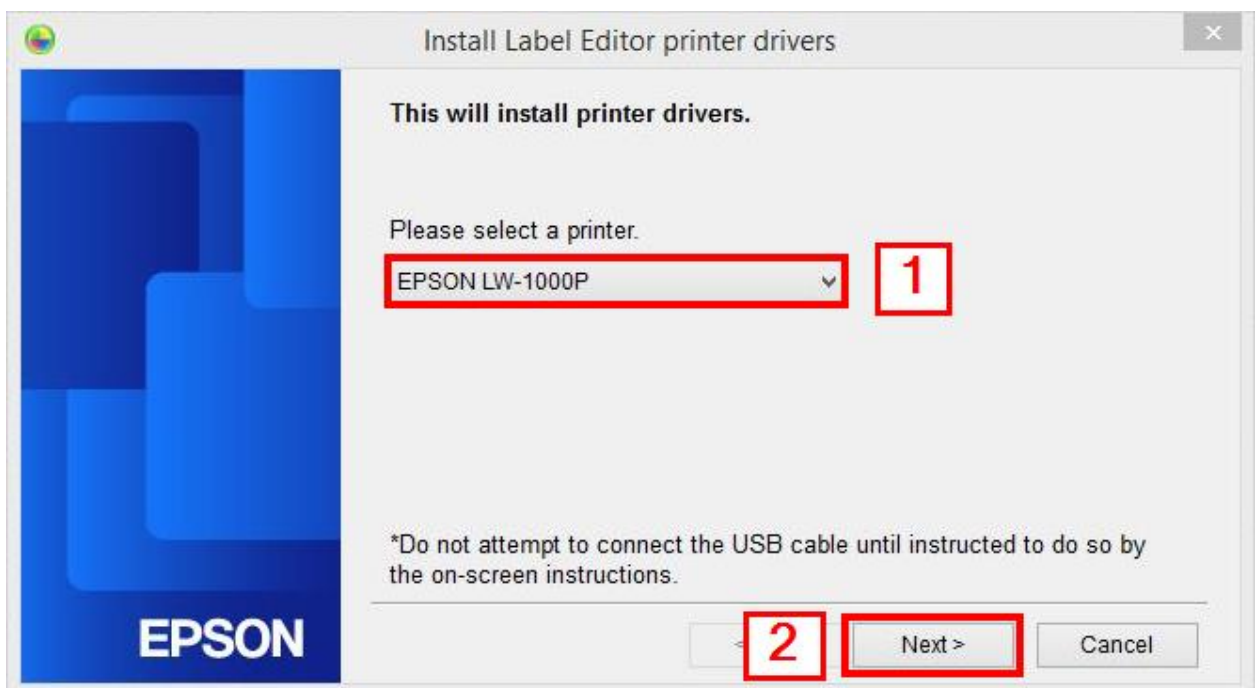 Install Label Editor printer drivers
This will install printer drivers.
Please select a printer.
EPSON LW-1000P
1
*Do not attempt to connect the USB cable until instructed to do so by
the on-screen instructions.
EPSON
< 2 Next > Cancel